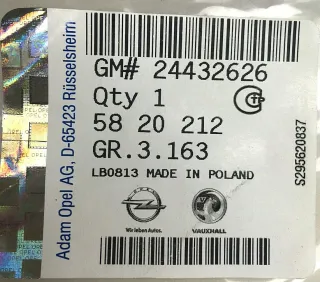 Adam Opel AG, D-65423 Rüsselsheim
GM# 24432626
Qty 1
58 20 212
GR.3.163
LB0813 MADE IN POLAND
Wir leben Autos.
VAUXHALL
S295620837